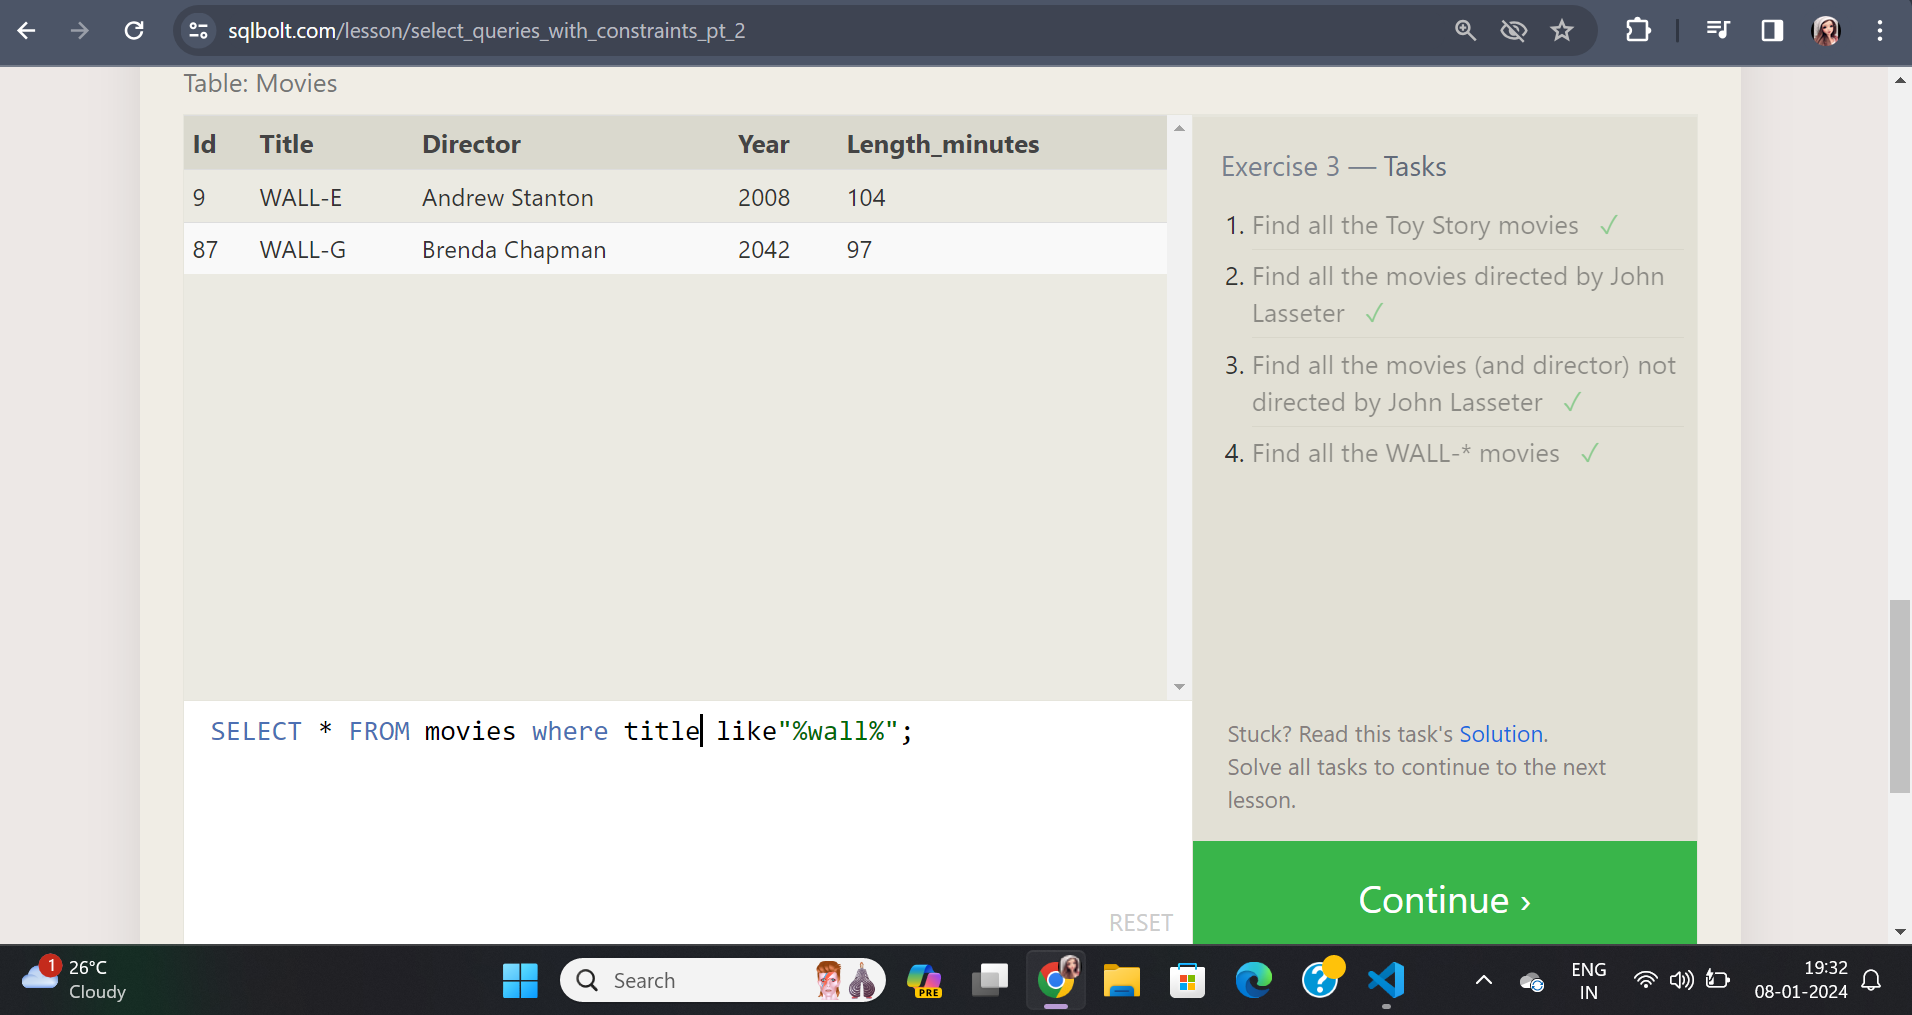 sqlbolt.com/lesson/select_queries_with_constraints_pt_2
Table: Movies
Id Title Director Year Length_minutes
9 WALL-E Andrew Stanton 2008 104
87 WALL-G Brenda Chapman 2042 97
SELECT * FROM movies where title like"%wall%";
RESET
Exercise 3 — Tasks
1. Find all the Toy Story movies ✓
2. Find all the movies directed by John
Lasseter ✓
3. Find all the movies (and director) not
directed by John Lasseter ✓
4. Find all the WALL-* movies ✓
Stuck? Read this task's Solution.
Solve all tasks to continue to the next
lesson.
Continue ›
1
26°C
Cloudy
Search
PRE
ENG
IN
19:32
08-01-2024